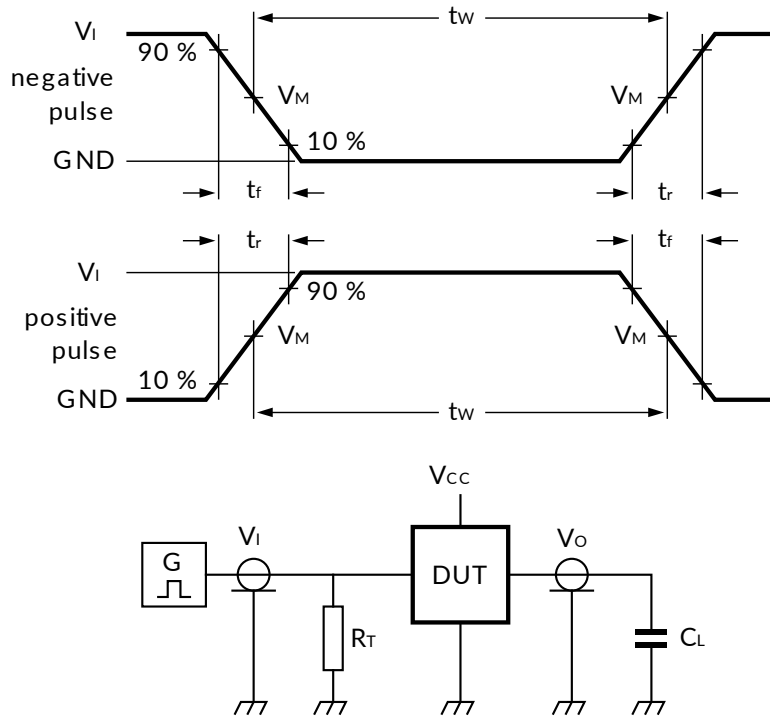 VI
tW
90 %
negative
pulse
VM
VM
10 %
GND
tf
tr
tr
tf
VI
90 %
positive
pulse
VM
VM
10 %
GND
tW
VCC
VI
VO
G
DUT
RT
CL